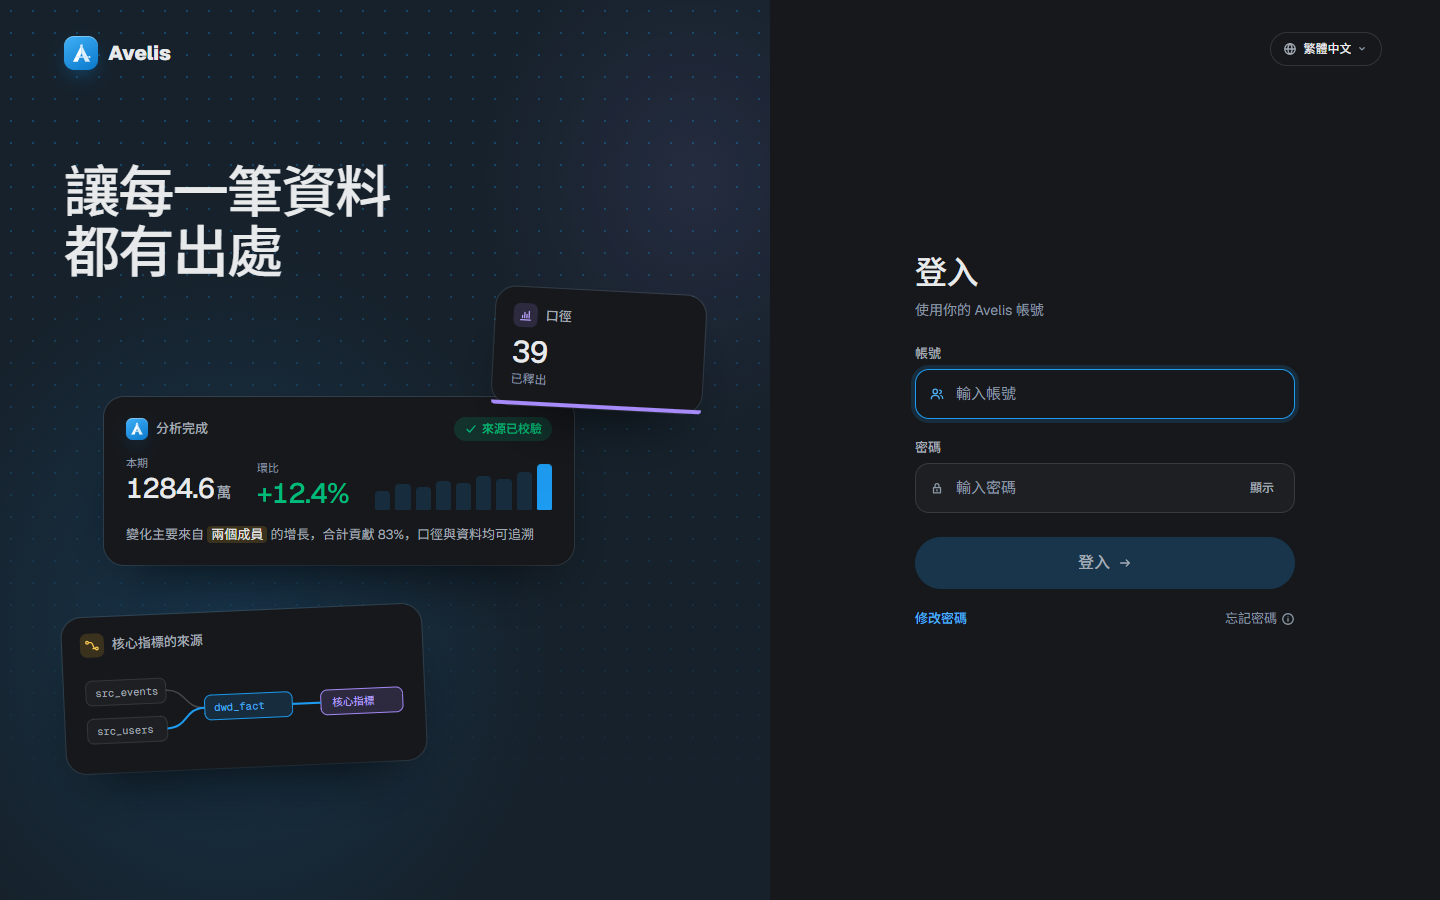 Avelis
繁體中文
讓每一筆資料
都有出處
口徑
39
已釋出
分析完成
來源已校驗
本期
1284.6萬
環比
+12.4%
變化主要來自 兩個成員 的增長，合計貢獻 83%，口徑與資料均可追溯
核心指標的來源
src_events
src_users
dwd_fact
核心指標
登入
使用你的 Avelis 帳號
帳號
輸入帳號
密碼
輸入密碼
顯示
登入 →
修改密碼
忘記密碼